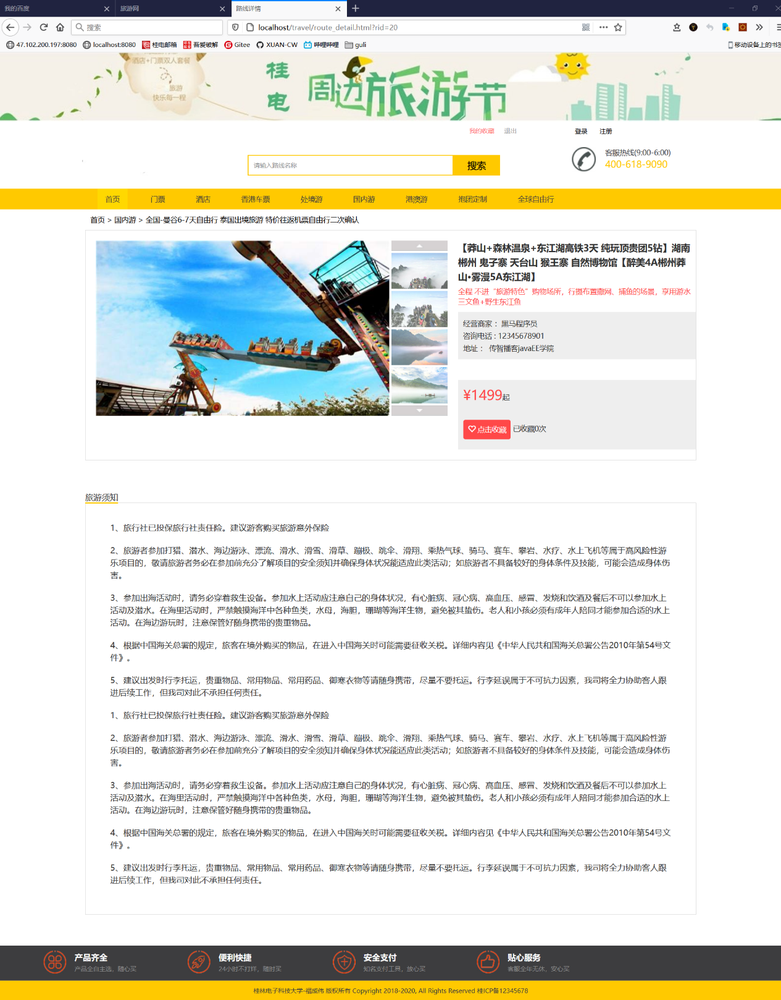 我的百度
旅游网
路线详情
搜索
localhost/travel/route_detail.html?rid=20
47.102.200.197:8080
localhost:8080
桂电邮箱
吾爱破解
Gitee
XUAN-CW
哔哩哔哩
guli
移动设备上的书签
酒店+门票双人套餐
旅游
快乐每一程
桂电
周边旅游节
我的收藏
退出
登录
注册
请输入路线名称
搜索
客服热线(9:00-6:00)
400-618-9090
首页
门票
酒店
香港车票
处境游
国内游
港澳游
抱团定制
全球自由行
首页 > 国内游 > 全国-曼谷6-7天自由行 泰国出境旅游 特价往返机票自由行二次确认
【莽山+森林温泉+东江湖高铁3天 纯玩顶贵团5钻】湖南
郴州 鬼子寨 天台山 猴王寨 自然博物馆【醉美4A郴州莽
山•雾漫5A东江湖】
全程 不进“旅游特色”购物场所，行摄布置撒网、捕鱼的场景，享用游水
三文鱼+野生东江鱼
经营商家 ：黑马程序员
咨询电话 : 12345678901
地址 ： 传智播客javaEE学院
¥1499起
点击收藏
已收藏0次
旅游须知
1、旅行社已投保旅行社责任险。建议游客购买旅游意外保险
2、旅游者参加打猎、潜水、海边游泳、漂流、滑水、滑雪、滑草、蹦极、跳伞、滑翔、乘热气球、骑马、赛车、攀岩、水疗、水上飞机等属于高风险性游
乐项目的，敬请旅游者务必在参加前充分了解项目的安全须知并确保身体状况能适应此类活动；如旅游者不具备较好的身体条件及技能，可能会造成身体伤
害。
3、参加出海活动时，请务必穿着救生设备。参加水上活动应注意自己的身体状况，有心脏病、冠心病、高血压、感冒、发烧和饮酒及餐后不可以参加水上
活动及潜水。在海里活动时，严禁触摸海洋中各种鱼类，水母，海胆，珊瑚等海洋生物，避免被其蛰伤。老人和小孩必须有成年人陪同才能参加合适的水上
活动。在海边游玩时，注意保管好随身携带的贵重物品。
4、根据中国海关总署的规定，旅客在境外购买的物品，在进入中国海关时可能需要征收关税。详细内容见《中华人民共和国海关总署公告2010年第54号文
件》。
5、建议出发时行李托运，贵重物品、常用物品、常用药品、御寒衣物等请随身携带，尽量不要托运。行李延误属于不可抗力因素，我司将全力协助客人跟
进后续工作，但我司对此不承担任何责任。
1、旅行社已投保旅行社责任险。建议游客购买旅游意外保险
2、旅游者参加打猎、潜水、海边游泳、漂流、滑水、滑雪、滑草、蹦极、跳伞、滑翔、乘热气球、骑马、赛车、攀岩、水疗、水上飞机等属于高风险性游
乐项目的，敬请旅游者务必在参加前充分了解项目的安全须知并确保身体状况能适应此类活动；如旅游者不具备较好的身体条件及技能，可能会造成身体伤
害。
3、参加出海活动时，请务必穿着救生设备。参加水上活动应注意自己的身体状况，有心脏病、冠心病、高血压、感冒、发烧和饮酒及餐后不可以参加水上
活动及潜水。在海里活动时，严禁触摸海洋中各种鱼类，水母，海胆，珊瑚等海洋生物，避免被其蛰伤。老人和小孩必须有成年人陪同才能参加合适的水上
活动。在海边游玩时，注意保管好随身携带的贵重物品。
4、根据中国海关总署的规定，旅客在境外购买的物品，在进入中国海关时可能需要征收关税。详细内容见《中华人民共和国海关总署公告2010年第54号文
件》。
5、建议出发时行李托运，贵重物品、常用物品、常用药品、御寒衣物等请随身携带，尽量不要托运。行李延误属于不可抗力因素，我司将全力协助客人跟
进后续工作，但我司对此不承担任何责任。
产品齐全
产品全自主选，随心买
便利快捷
24小时不打烊，随时买
安全支付
知名支付工具，放心买
贴心服务
客服全年无休，安心买
桂林电子科技大学-禤成伟 版权所有 Copyright 2018-2020, All Rights Reserved 桂ICP备12345678